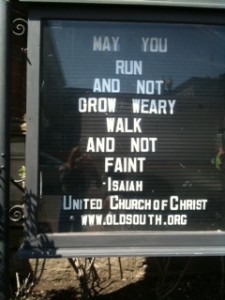 MAY YOU
RUN
AND NOT
GROW WEARY
WALK
AND NOT
FAINT
-ISAIAH
UNITED CHURCH OF CHRIST
WWW.OLDSOUTH.ORG